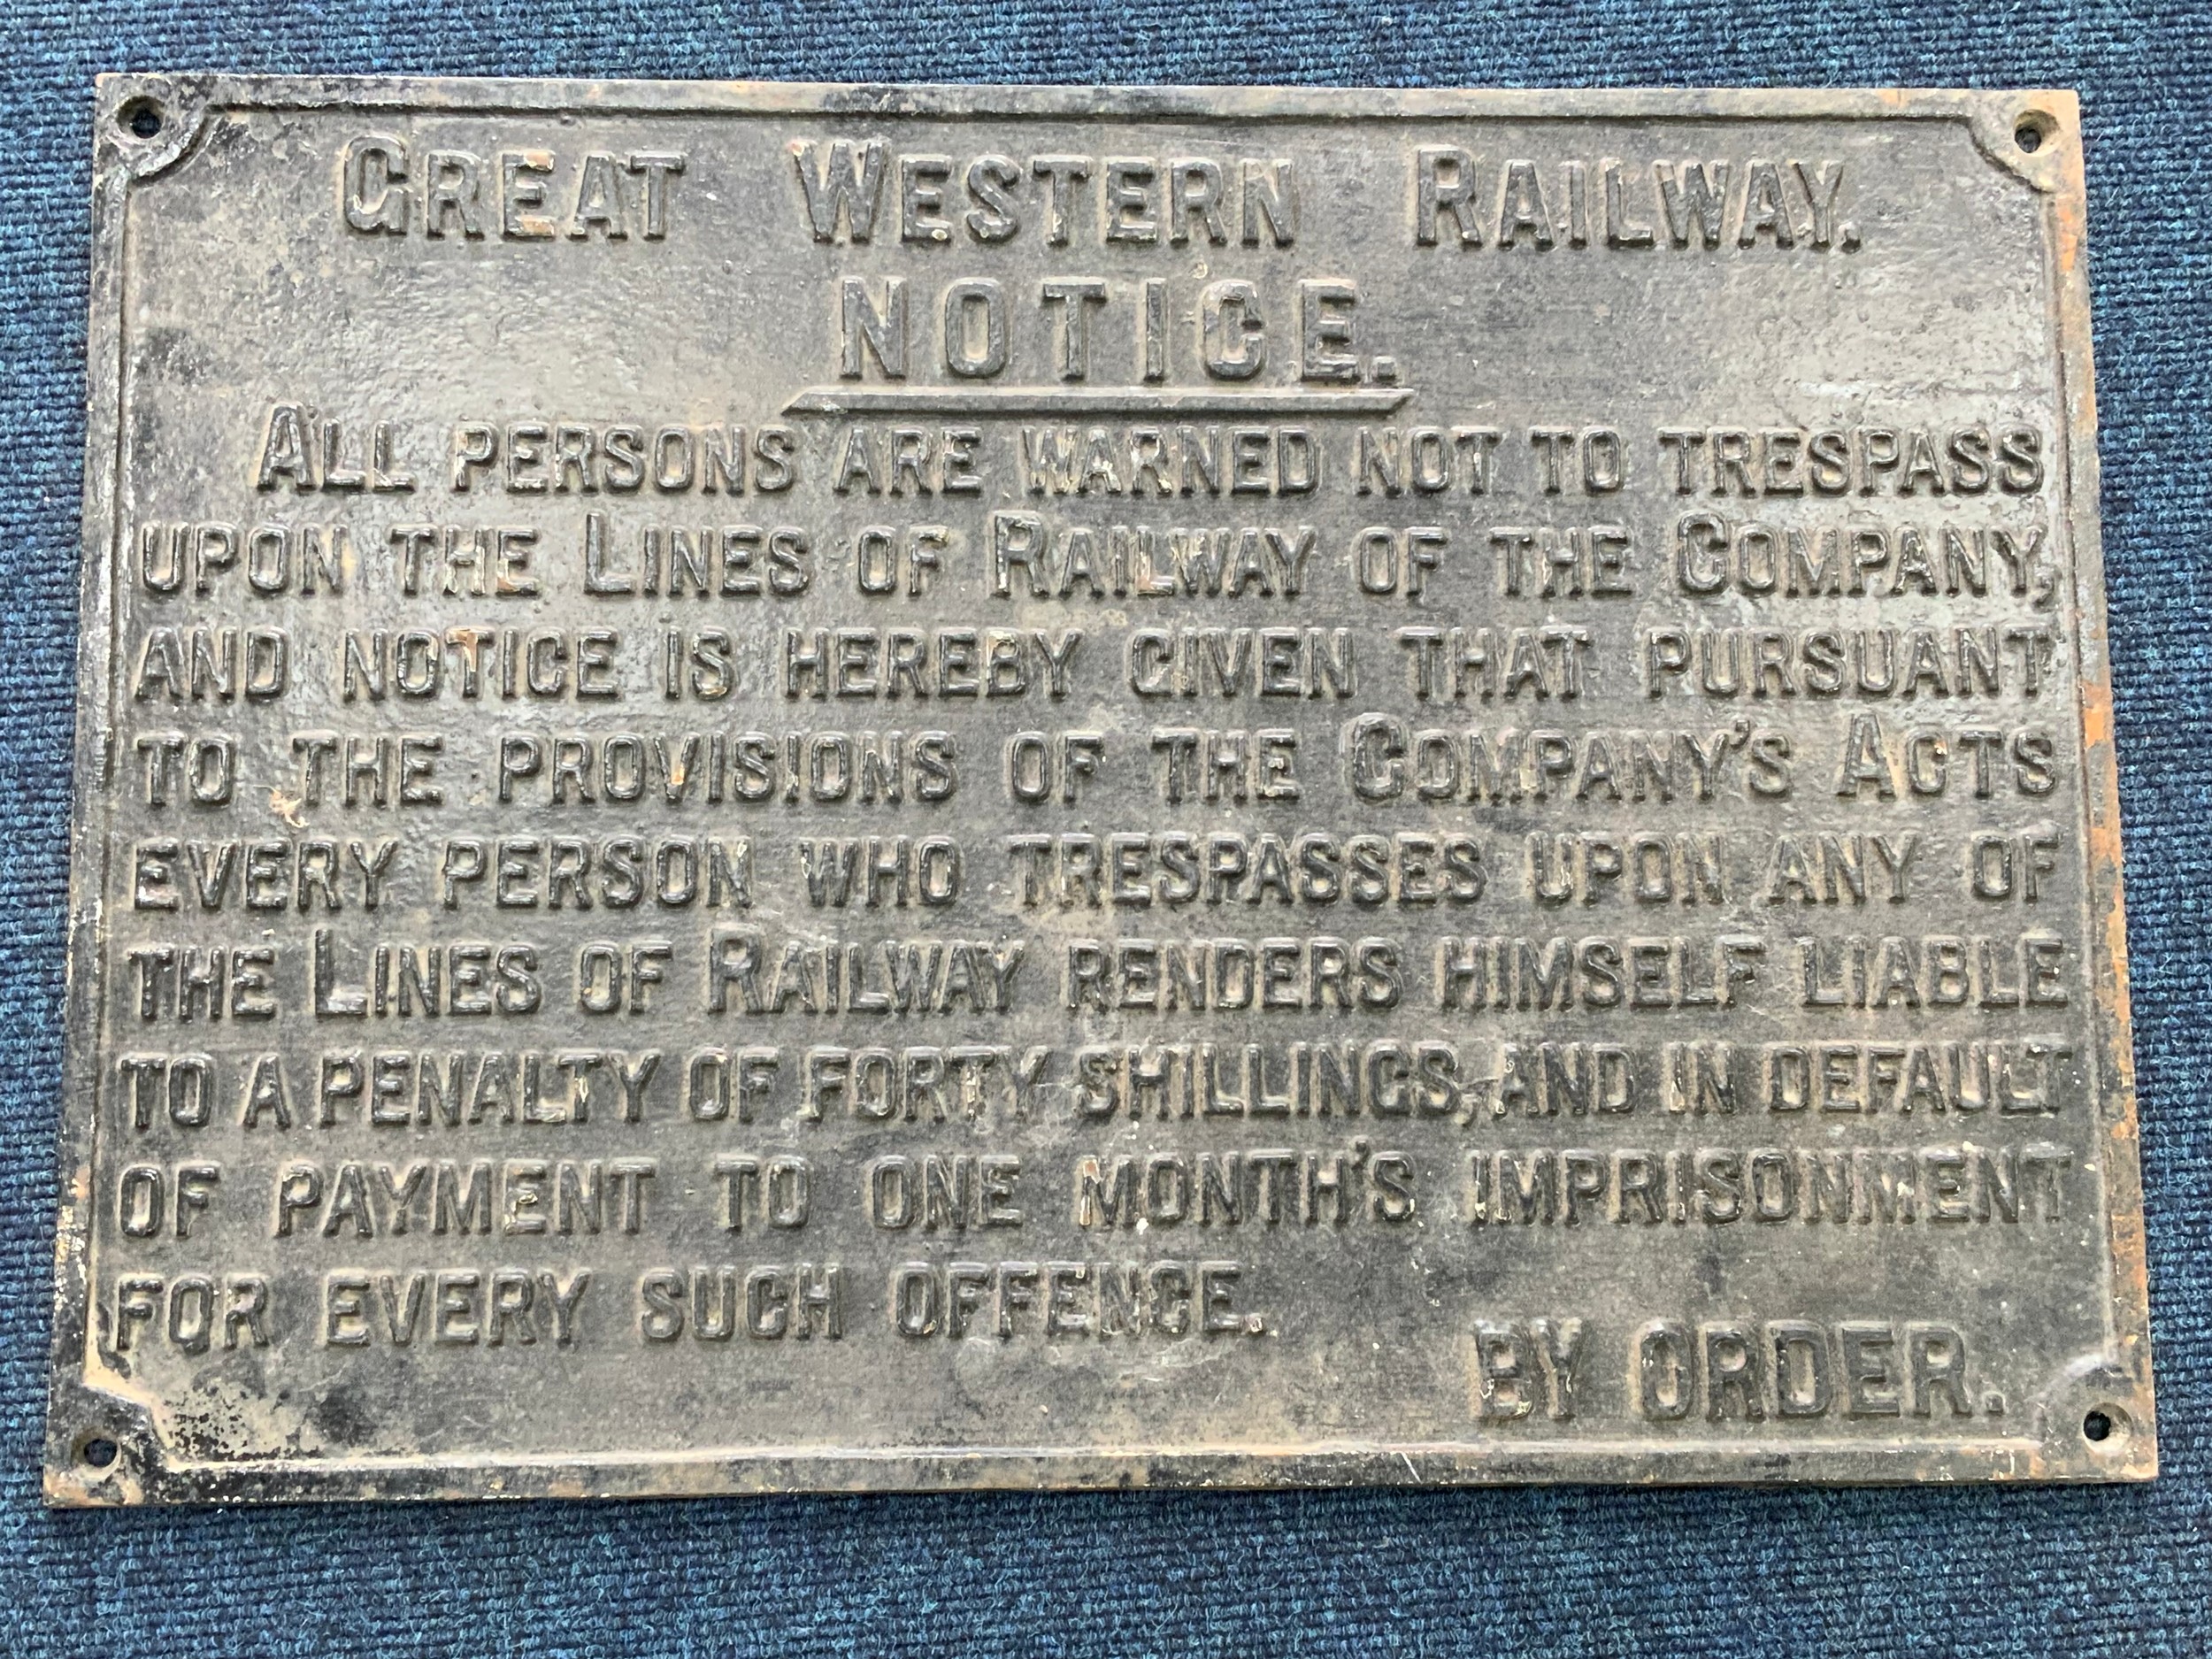 GREAT WESTERN RAILWAY.
NOTICE.
ALL PERSONS ARE WARNED NOT TO TRESPASS
UPON THE LINES OF RAILWAY OF THE COMPANY,
AND NOTICE IS HEREBY GIVEN THAT PURSUANT
TO THE PROVISIONS OF THE COMPANY'S ACTS
EVERY PERSON WHO TRESPASSES UPON ANY OF
THE LINES OF RAILWAY RENDERS HIMSELF LIABLE
TO A PENALTY OF FORTY SHILLINGS, AND IN DEFAULT
OF PAYMENT TO ONE MONTH'S IMPRISONMENT
FOR EVERY SUCH OFFENCE.
BY ORDER.